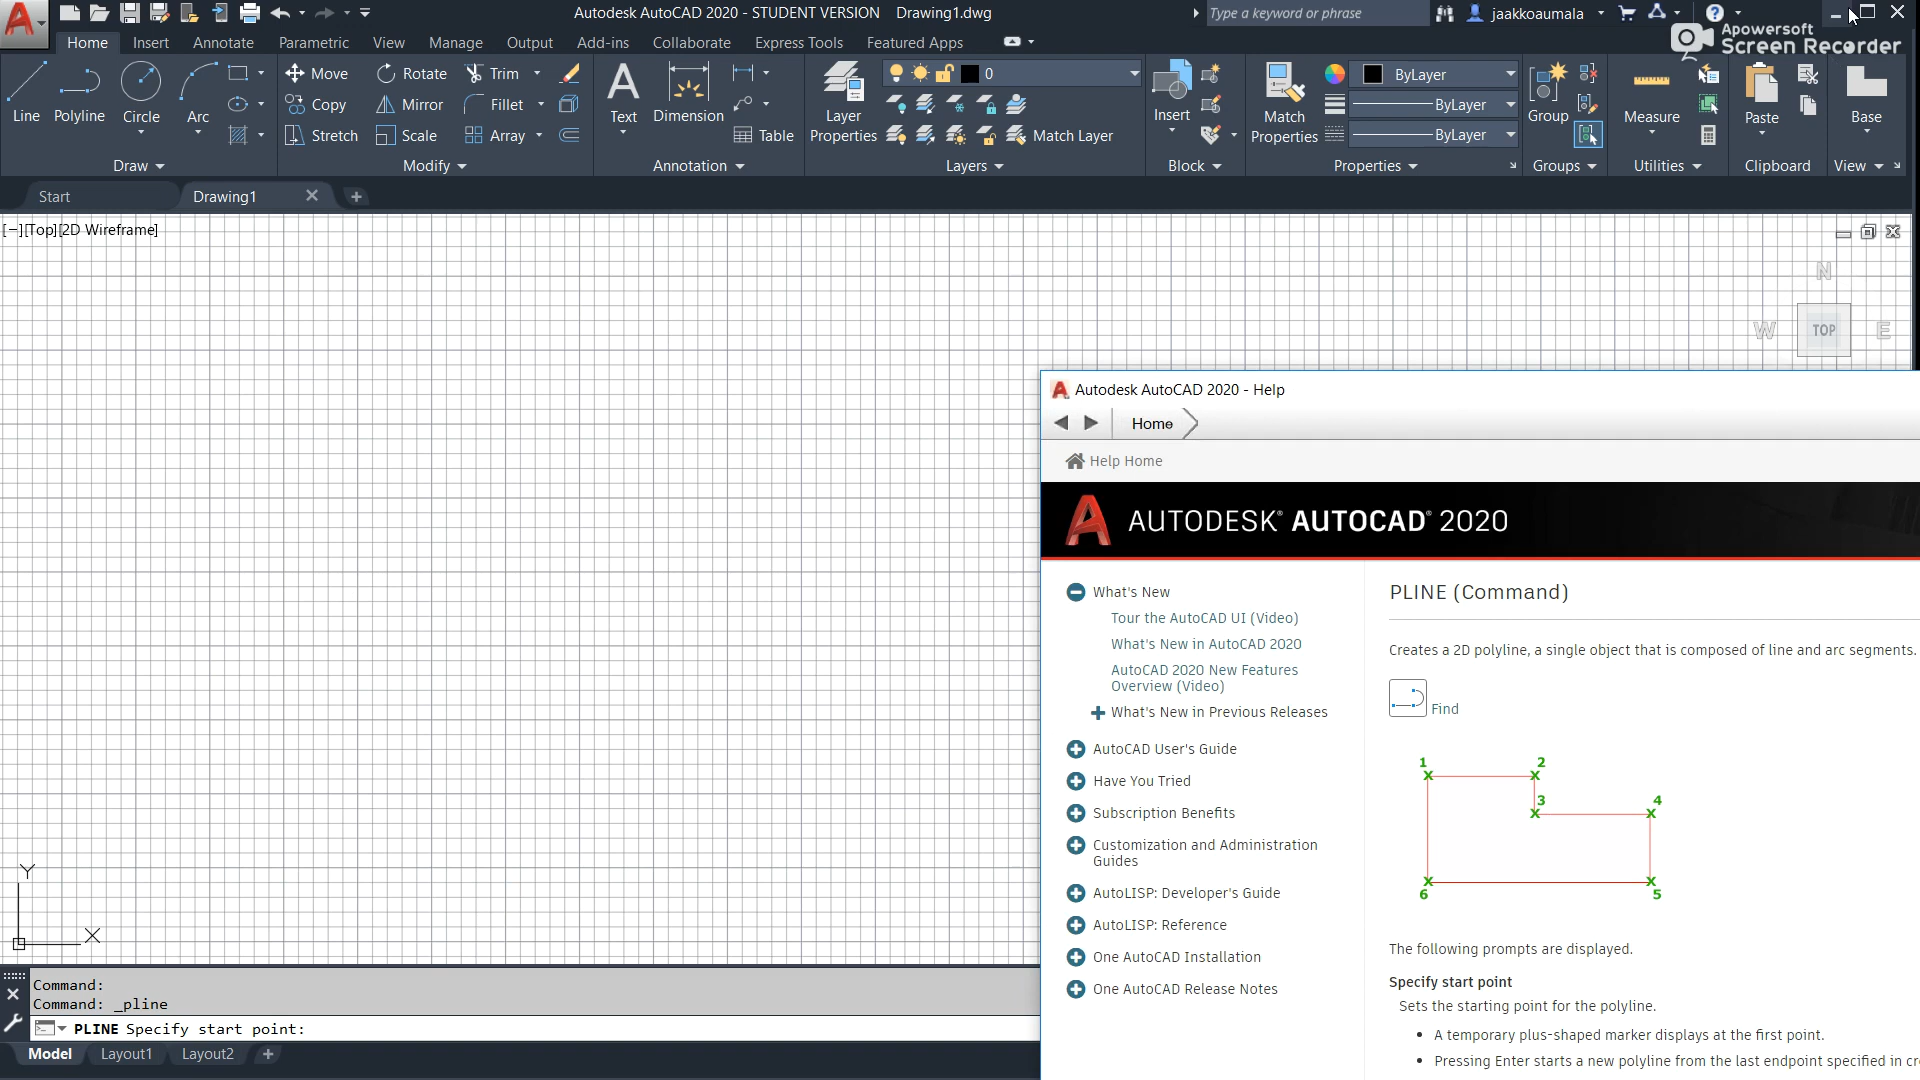 Autodesk AutoCAD 2020 - STUDENT VERSION Drawing1.dwg
Type a keyword or phrase
jaakkoaumala
Apowersoft
Screen Recorder
Home Insert Annotate Parametric View Manage Output Add-ins Collaborate Express Tools Featured Apps
Line Polyline Circle Arc
Draw
Move Rotate Trim
Copy Mirror Fillet
Stretch Scale Array
Modify
Text Dimension Table
Annotation
Layer Properties
0
Match Layer
Layers
Insert
Block
Match Properties
ByLayer
ByLayer
ByLayer
Properties
Group
Groups
Measure
Utilities
Paste
Clipboard
Base
View
Start Drawing1
[−][Top][2D Wireframe]
N
W TOP E
Y
X
Autodesk AutoCAD 2020 - Help
Home
Help Home
AUTODESK® AUTOCAD® 2020
What's New
Tour the AutoCAD UI (Video)
What's New in AutoCAD 2020
AutoCAD 2020 New Features
Overview (Video)
What's New in Previous Releases
AutoCAD User's Guide
Have You Tried
Subscription Benefits
Customization and Administration
Guides
AutoLISP: Developer's Guide
AutoLISP: Reference
One AutoCAD Installation
One AutoCAD Release Notes
PLINE (Command)
Creates a 2D polyline, a single object that is composed of line and arc segments.
Find
1 2
3 4
6 5
The following prompts are displayed.
Specify start point
Sets the starting point for the polyline.
• A temporary plus-shaped marker displays at the first point.
• Pressing Enter starts a new polyline from the last endpoint specified in
Command:
Command: _pline
PLINE Specify start point:
Model Layout1 Layout2